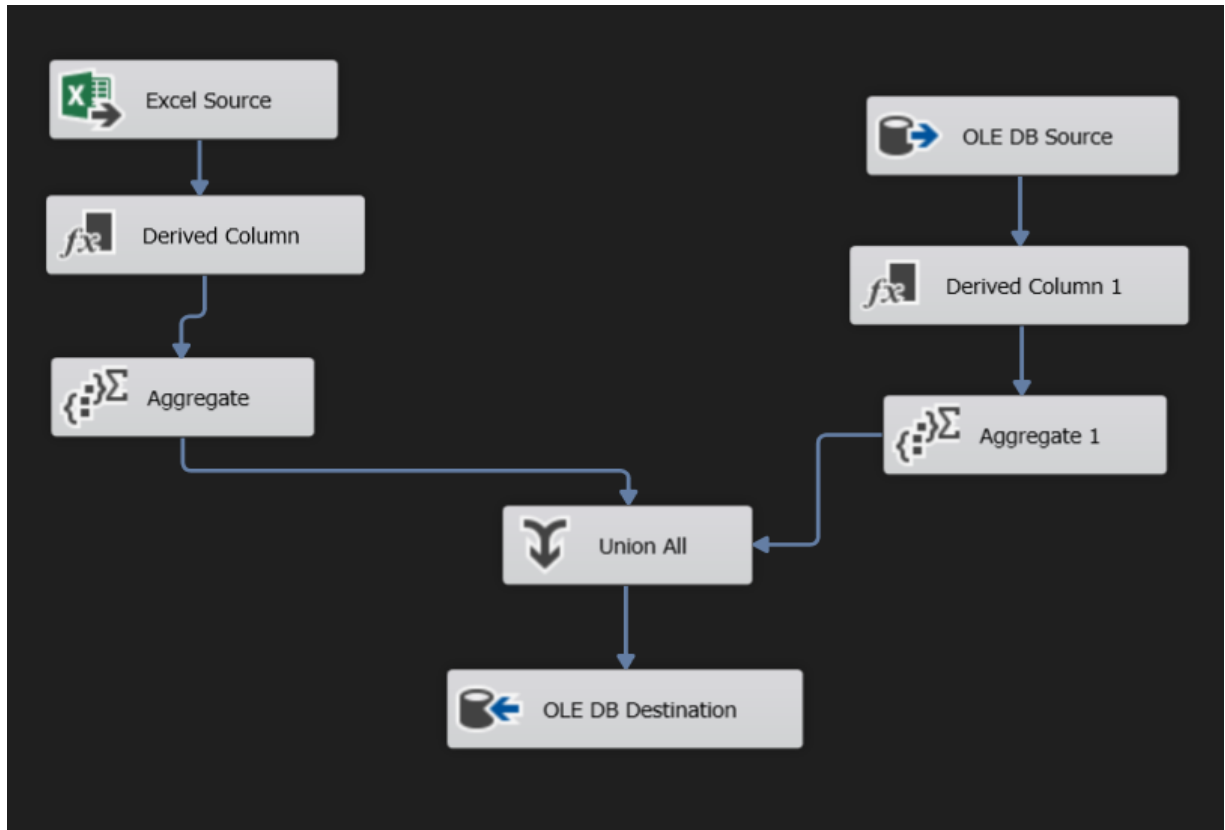 Excel Source
OLE DB Source
Derived Column
Derived Column 1
Aggregate
Aggregate 1
Union All
OLE DB Destination